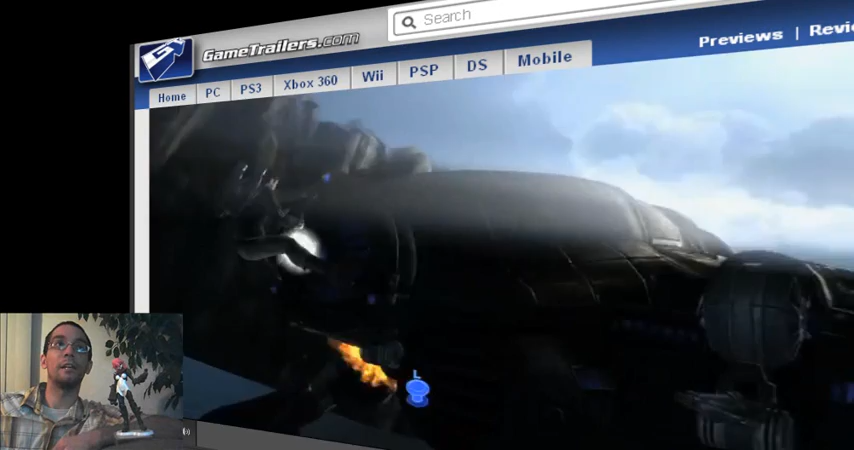 Search
GameTrailers.com
Previews |
Home PC PS3 Xbox 360 Wii PSP DS Mobile
L